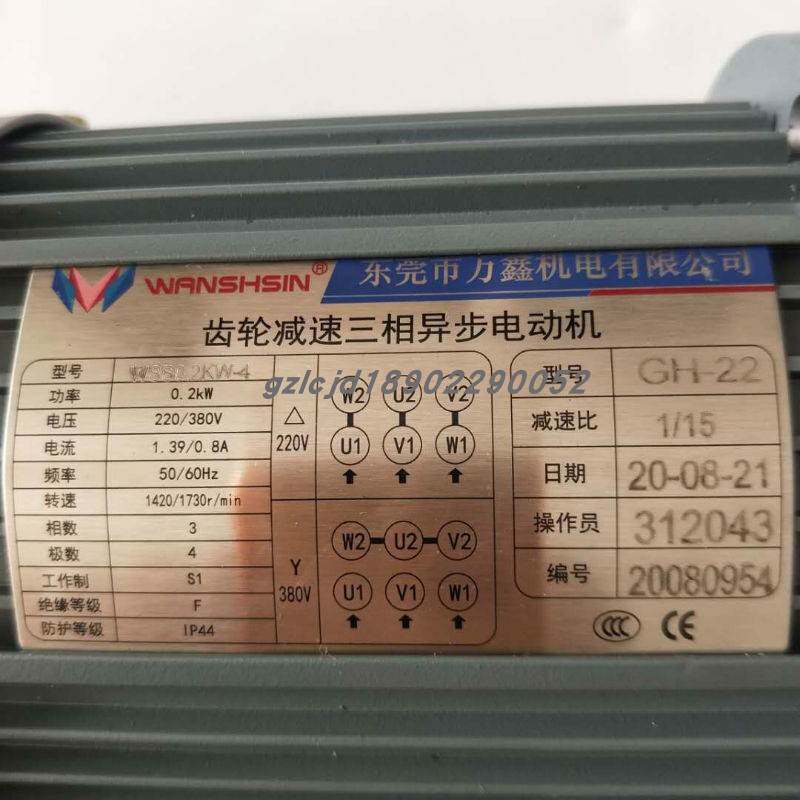 WANSHSIN® 东莞市万鑫机电有限公司
齿轮减速三相异步电动机
型号 WSS0.2KW-4
功率 0.2kW
电压 220/380V
电流 1.39/0.8A
频率 50/60Hz
转速 1420/1730r/min
相数 3
极数 4
工作制 S1
绝缘等级 F
防护等级 IP44
△ 220V
W2 U2 V2
U1 V1 W1
Y 380V
W2 U2 V2
U1 V1 W1
型号 GH-22
减速比 1/15
日期 20-08-21
操作员 312043
编号 20080954
CCC CE
gzlcjd18902290052